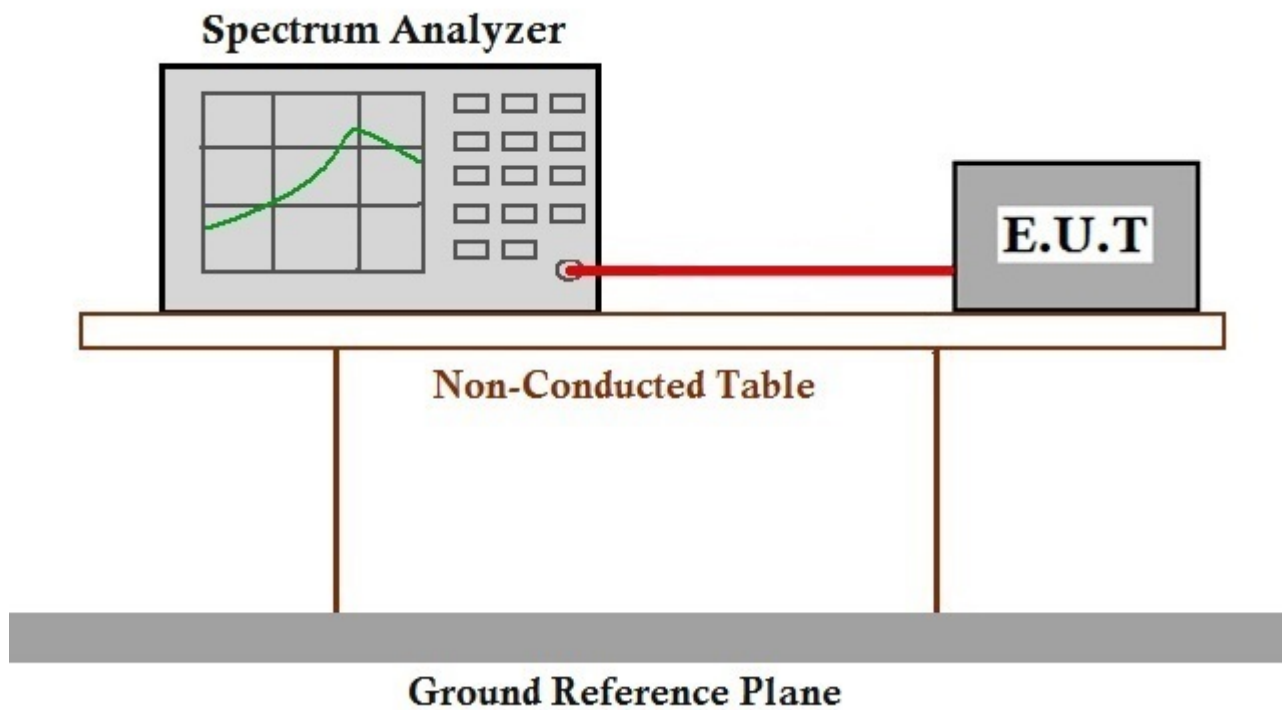 Spectrum Analyzer
E.U.T
Non-Conducted Table
Ground Reference Plane